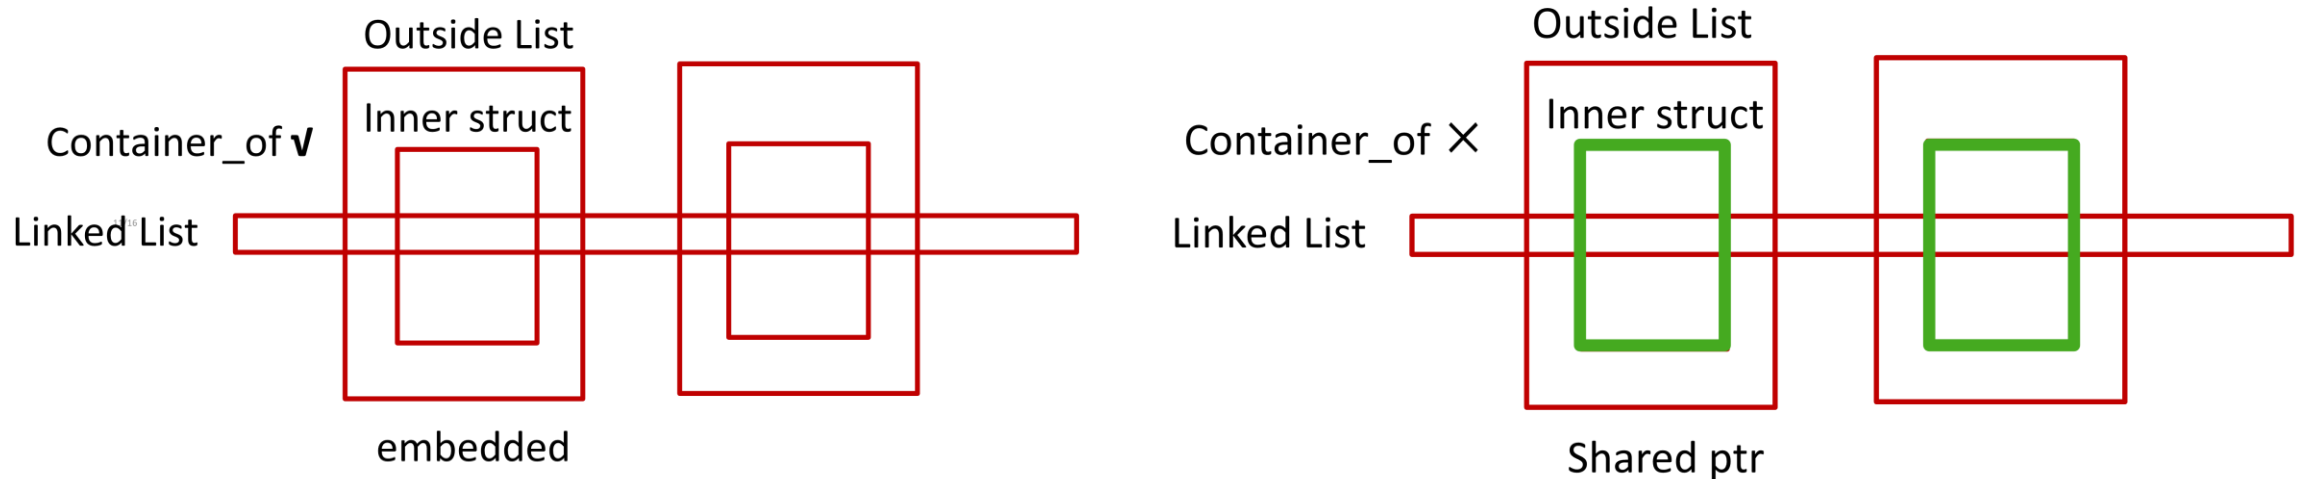 Outside List
Inner struct
Container_of √
Linked List
embedded
Outside List
Inner struct
Container_of ×
Linked List
Shared ptr